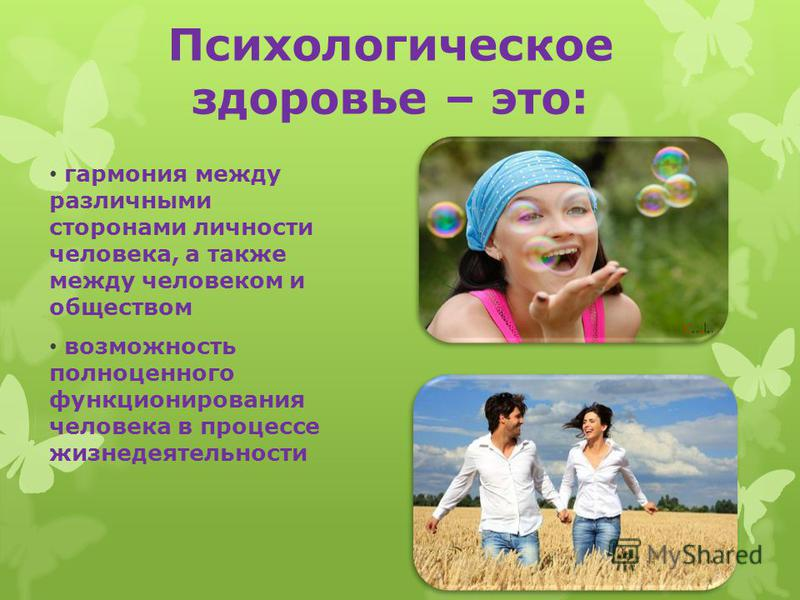 Психологическое
здоровье – это:
• гармония между
различными
сторонами личности
человека, а также
между человеком и
обществом
• возможность
полноценного
функционирования
человека в процессе
жизнедеятельности
MyShared